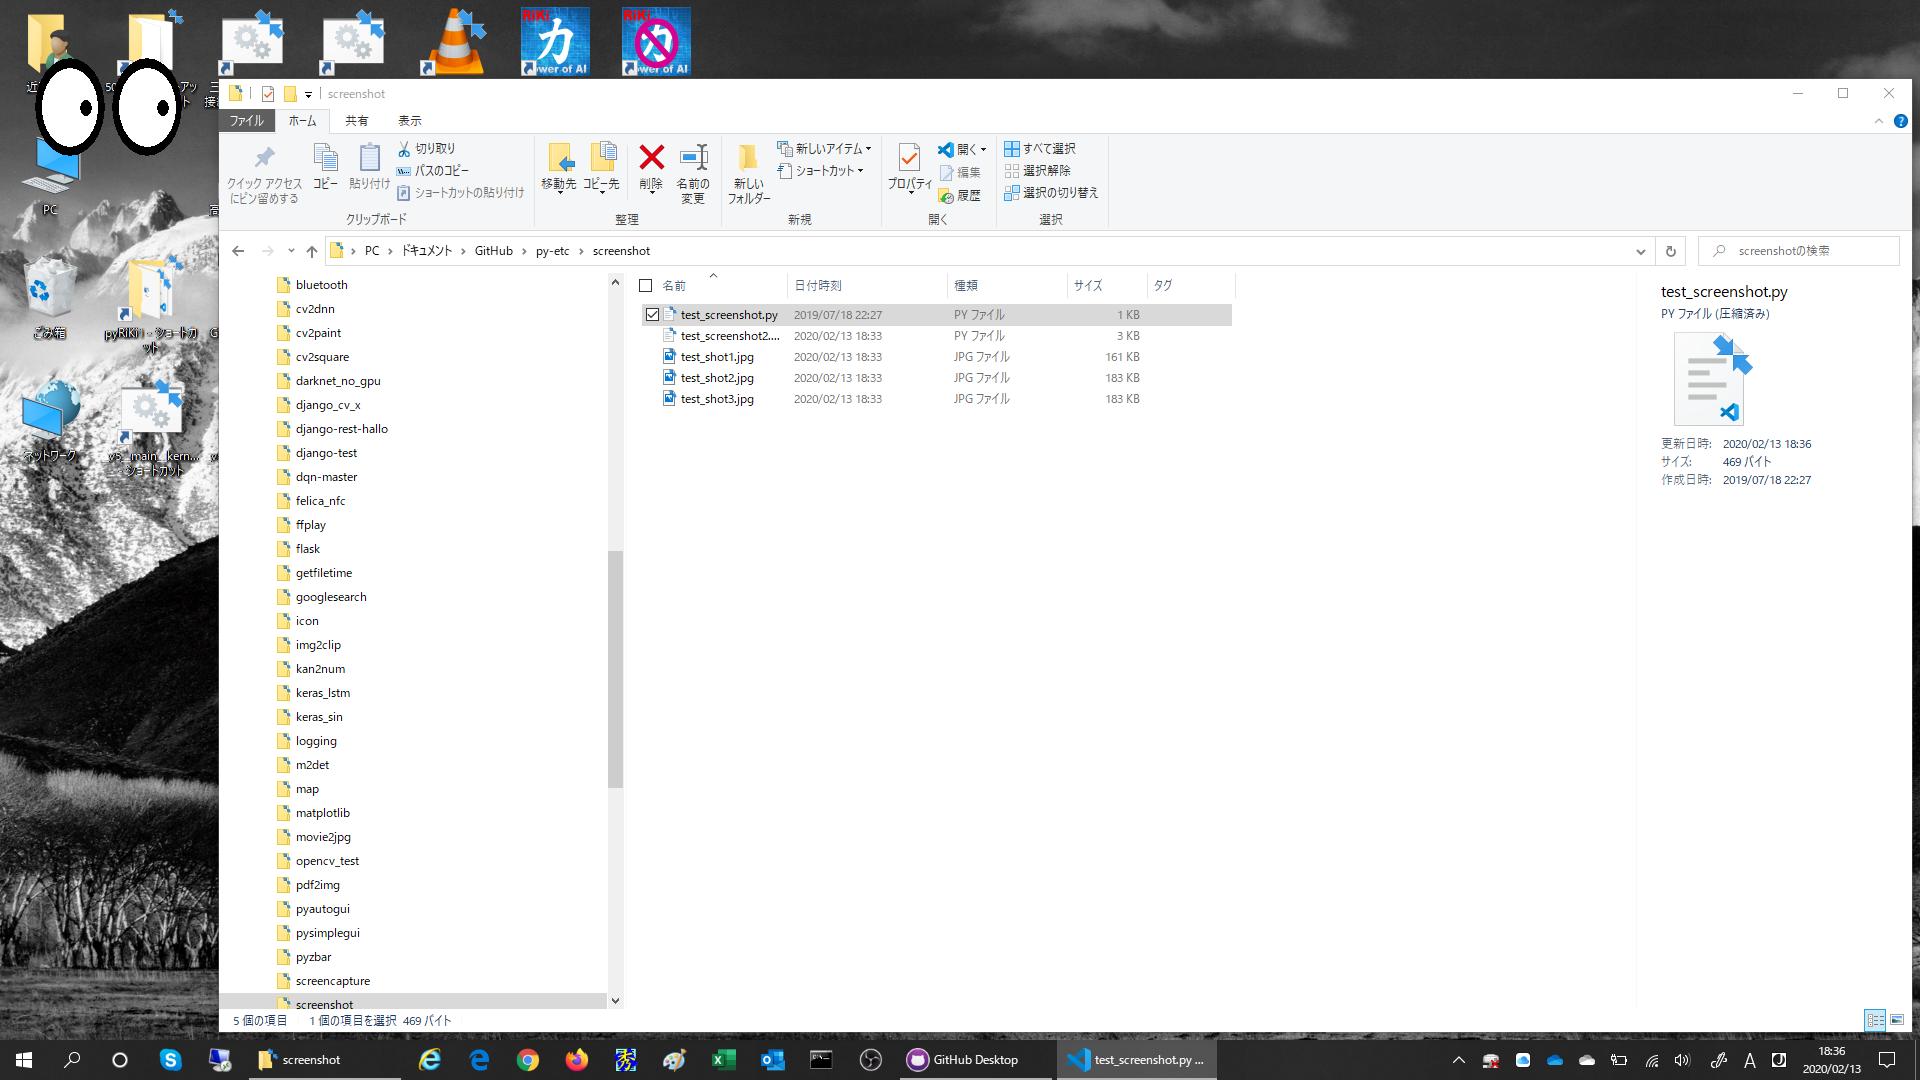 RiKi
カ
Power of AI
RiKi
カ
ower of AI
PC
ごみ箱
pyRiKi1 - ショートカット
ネットワーク
v5__main__kern... - ショートカット
screenshot
ファイル
ホーム
共有
表示
クイック アクセスにピン留めする
コピー
貼り付け
切り取り
パスのコピー
ショートカットの貼り付け
クリップボード
移動先
コピー先
削除
名前の変更
整理
新しいフォルダー
新しいアイテム
ショートカット
新規
プロパティ
開く
編集
履歴
開く
すべて選択
選択解除
選択の切り替え
選択
PC > ドキュメント > GitHub > py-etc > screenshot
screenshotの検索
bluetooth
cv2dnn
cv2paint
cv2square
darknet_no_gpu
django_cv_x
django-rest-hallo
django-test
dqn-master
felica_nfc
ffplay
flask
getfiletime
googlesearch
icon
img2clip
kan2num
keras_lstm
keras_sin
logging
m2det
map
matplotlib
movie2jpg
opencv_test
pdf2img
pyautogui
pysimplegui
pyzbar
screencapture
screenshot
名前 日付時刻 種類 サイズ タグ
test_screenshot.py 2019/07/18 22:27 PY ファイル 1 KB
test_screenshot2.... 2020/02/13 18:33 PY ファイル 3 KB
test_shot1.jpg 2020/02/13 18:33 JPG ファイル 161 KB
test_shot2.jpg 2020/02/13 18:33 JPG ファイル 183 KB
test_shot3.jpg 2020/02/13 18:33 JPG ファイル 183 KB
test_screenshot.py
PY ファイル (圧縮済み)
更新日時: 2020/02/13 18:36
サイズ: 469 バイト
作成日時: 2019/07/18 22:27
5 個の項目 1 個の項目を選択 469 バイト
screenshot
秀
GitHub Desktop
test_screenshot.py ...
A
18:36
2020/02/13